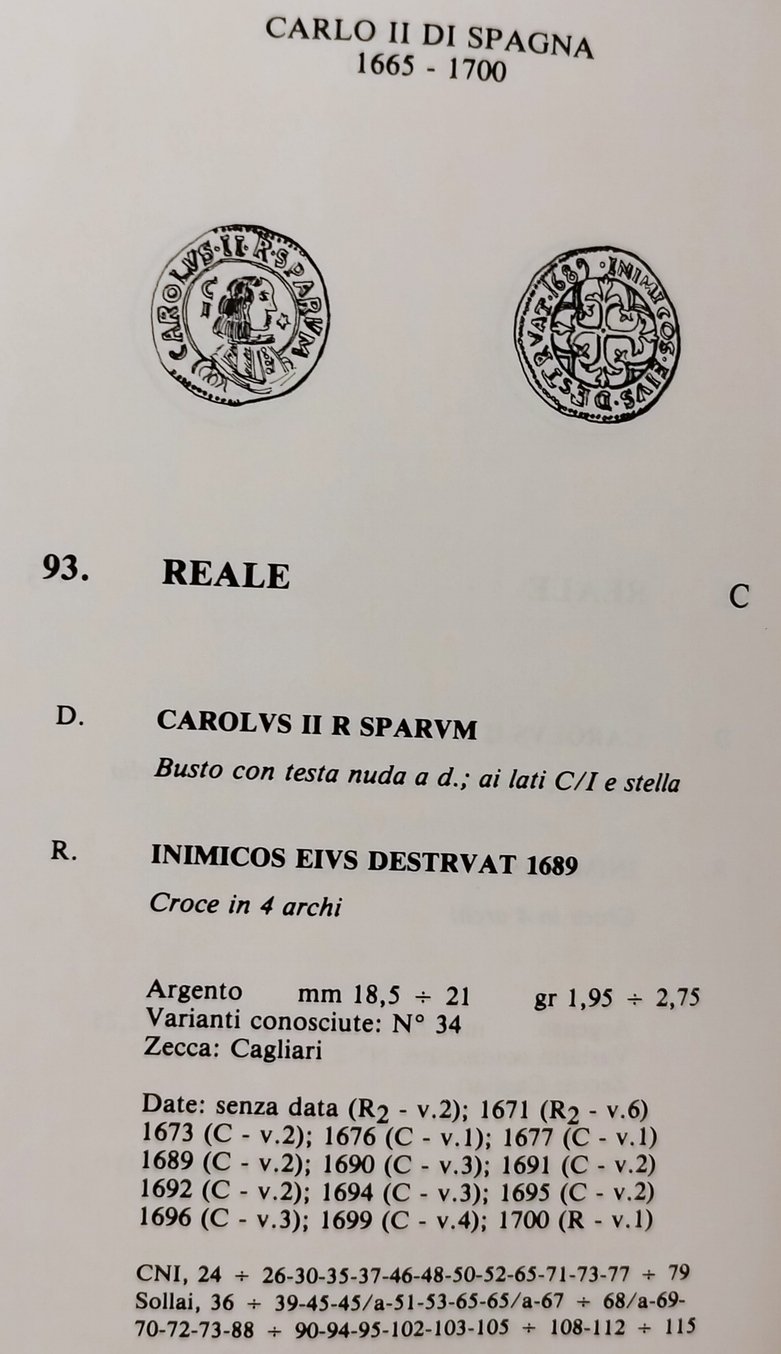 CARLO II DI SPAGNA
1665 - 1700
CAROLVS·II·R·SPARVM
C
I
INIMICOS·EIVS·DESTRVAT·1689·
93. REALE
C
D. CAROLVS II R SPARVM
Busto con testa nuda a d.; ai lati C/I e stella
R. INIMICOS EIVS DESTRVAT 1689
Croce in 4 archi
Argento mm 18,5 ÷ 21 gr 1,95 ÷ 2,75
Varianti conosciute: N° 34
Zecca: Cagliari
Date: senza data (R2 - v.2); 1671 (R2 - v.6)
1673 (C - v.2); 1676 (C - v.1); 1677 (C - v.1)
1689 (C - v.2); 1690 (C - v.3); 1691 (C - v.2)
1692 (C - v.2); 1694 (C - v.3); 1695 (C - v.2)
1696 (C - v.3); 1699 (C - v.4); 1700 (R - v.1)
CNI, 24 ÷ 26-30-35-37-46-48-50-52-65-71-73-77 ÷ 79
Sollai, 36 ÷ 39-45-45/a-51-53-65-65/a-67 ÷ 68/a-69-
70-72-73-88 ÷ 90-94-95-102-103-105 ÷ 108-112 ÷ 115